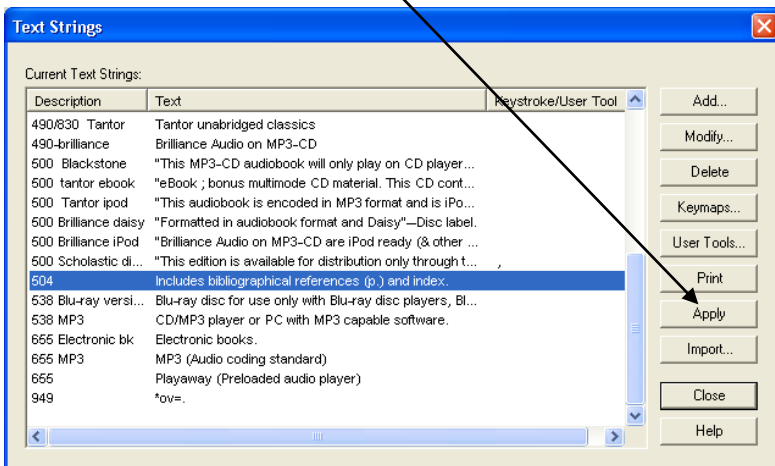 Text Strings
Current Text Strings:
Description Text Keystroke/User Tool
490/830 Tantor Tantor unabridged classics
490-brilliance Brilliance Audio on MP3-CD
500 Blackstone "This MP3-CD audiobook will only play on CD player...
500 tantor ebook "eBook ; bonus multimode CD material. This CD cont...
500 Tantor ipod "This audiobook is encoded in MP3 format and is iPo...
500 Brilliance daisy "Formatted in audiobook format and Daisy"—Disc label.
500 Brilliance iPod "Brilliance Audio on MP3-CD are iPod ready (& other ...
500 Scholastic di... "This edition is available for distribution only through t... ,
504 Includes bibliographical references (p.) and index.
538 Blu-ray versi... Blu-ray disc for use only with Blu-ray disc players, Bl...
538 MP3 CD/MP3 player or PC with MP3 capable software.
655 Electronic bk Electronic books.
655 MP3 MP3 (Audio coding standard)
655 Playaway (Preloaded audio player)
949 *ov=.
Add...
Modify...
Delete
Keymaps...
User Tools...
Print
Apply
Import...
Close
Help